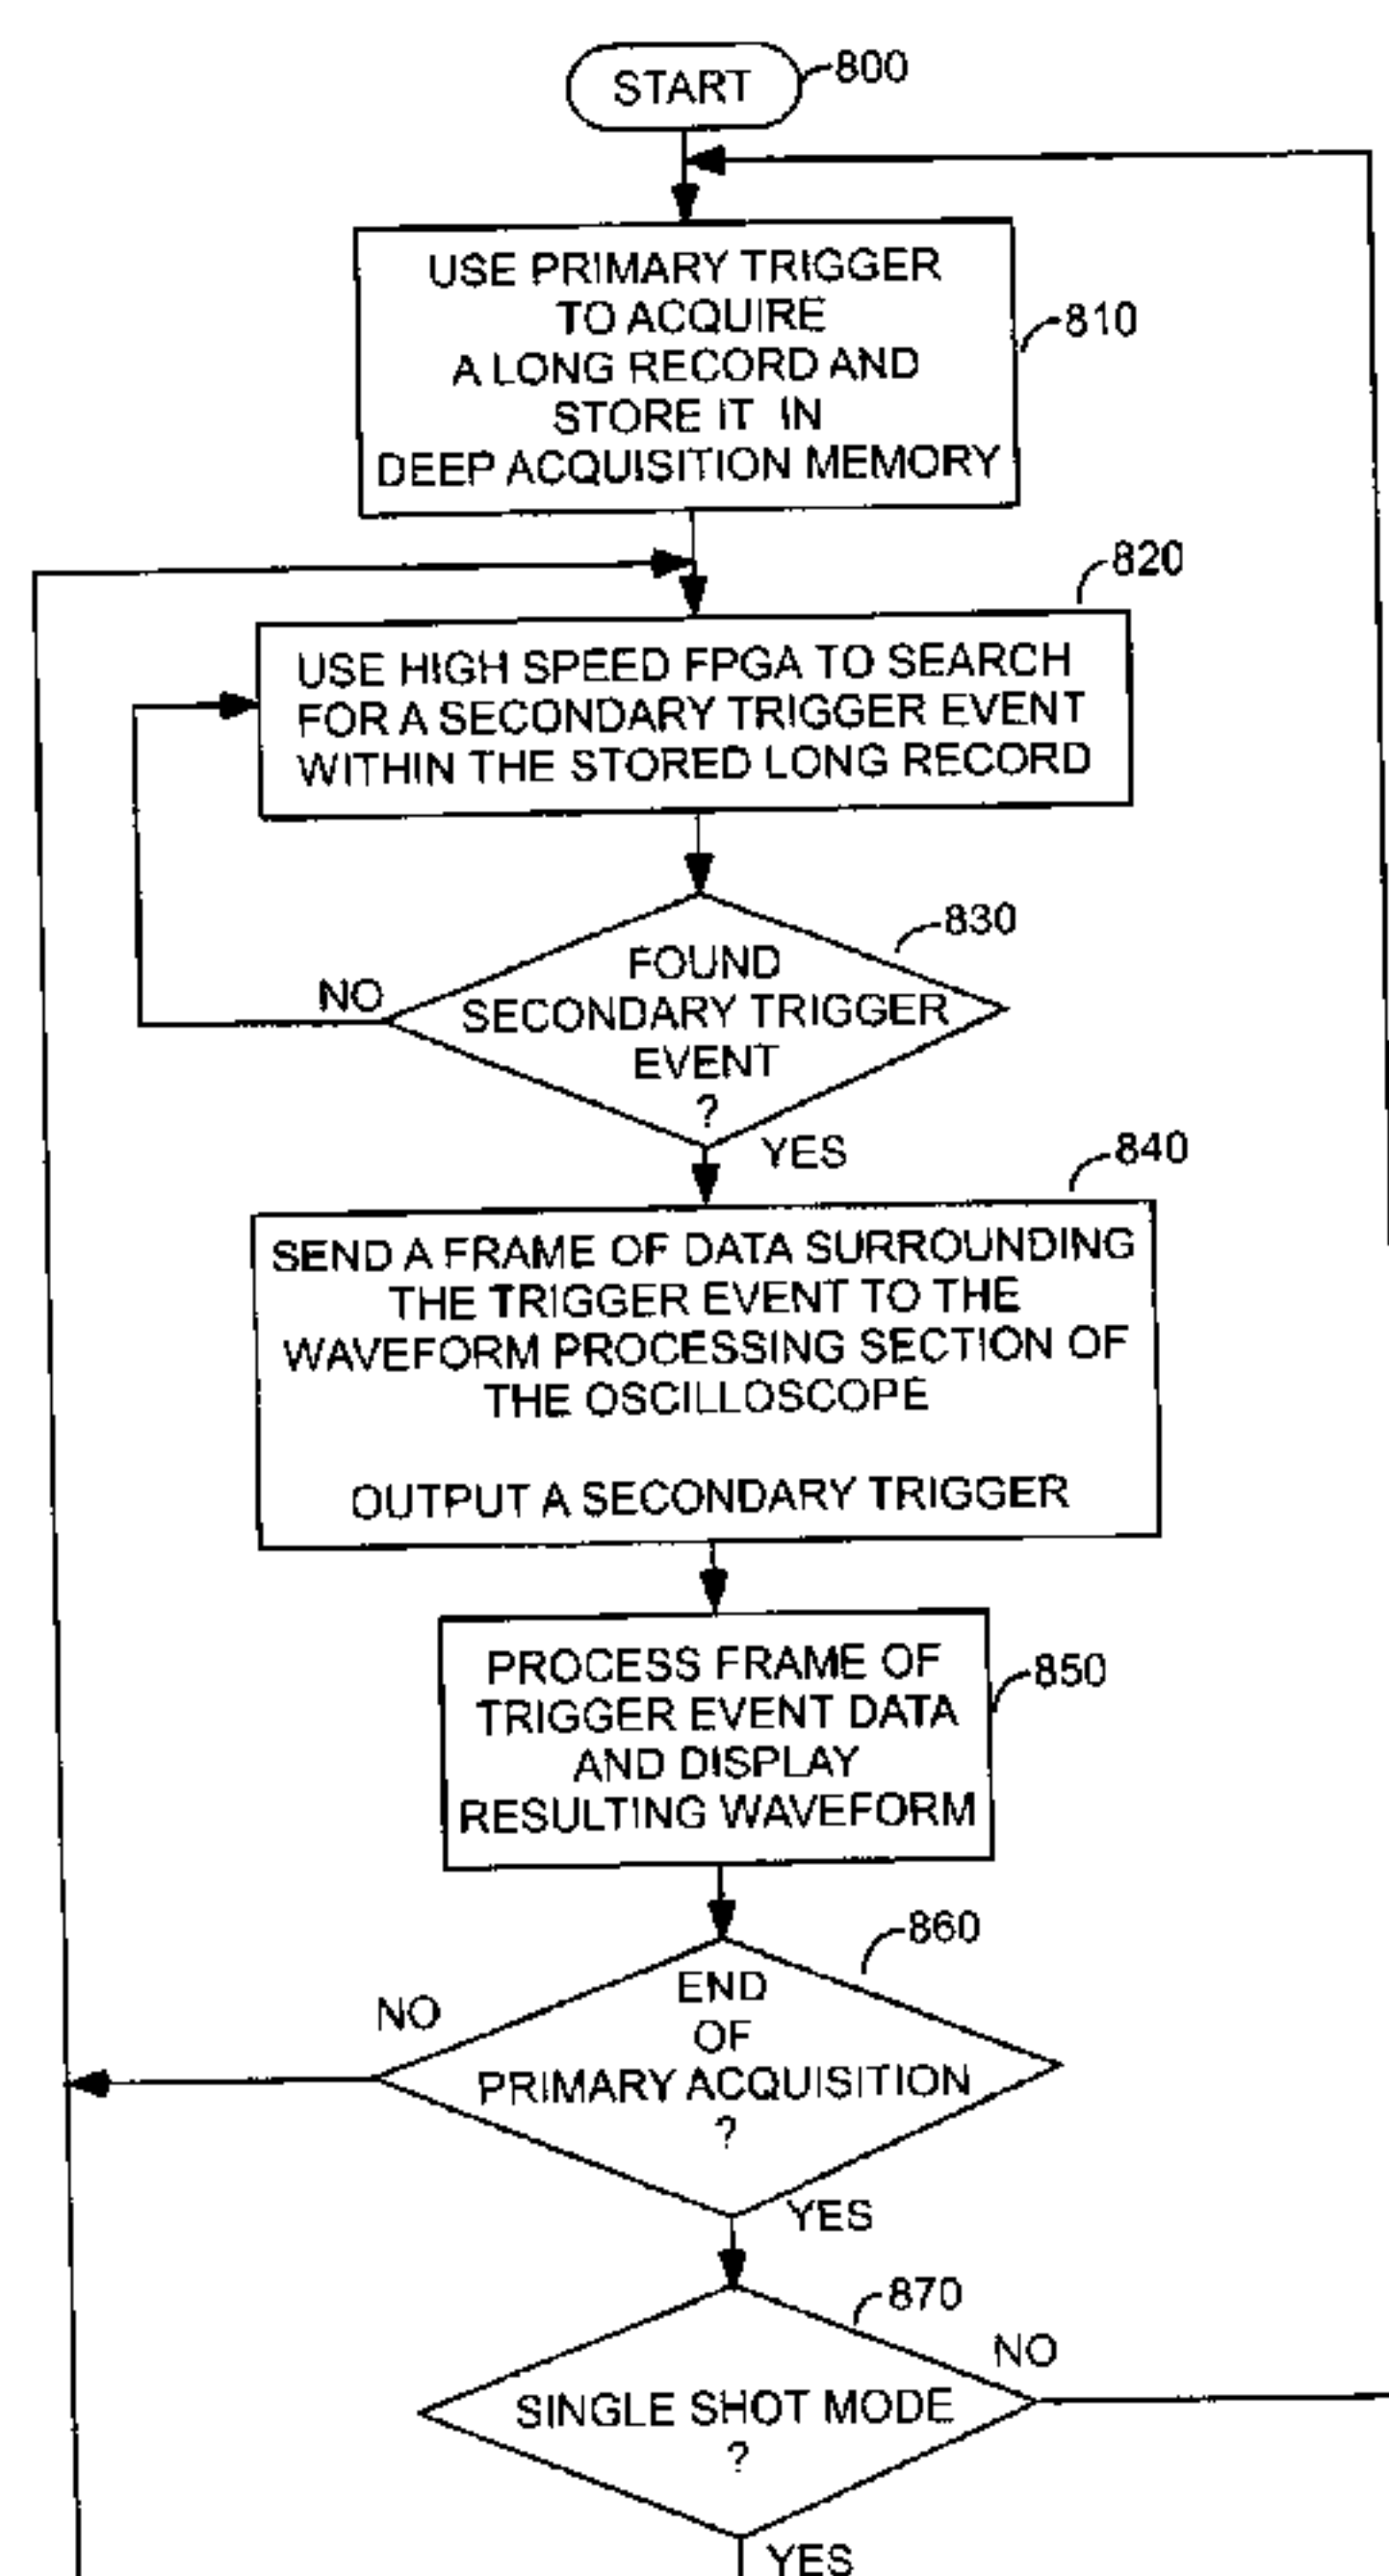 START
800
USE PRIMARY TRIGGER
TO ACQUIRE
A LONG RECORD AND
STORE IT IN
DEEP ACQUISITION MEMORY
810
820
USE HIGH SPEED FPGA TO SEARCH
FOR A SECONDARY TRIGGER EVENT
WITHIN THE STORED LONG RECORD
830
FOUND
SECONDARY TRIGGER
EVENT
?
NO
YES
840
SEND A FRAME OF DATA SURROUNDING
THE TRIGGER EVENT TO THE
WAVEFORM PROCESSING SECTION OF
THE OSCILLOSCOPE
OUTPUT A SECONDARY TRIGGER
PROCESS FRAME OF
TRIGGER EVENT DATA
AND DISPLAY
RESULTING WAVEFORM
850
860
END
OF
PRIMARY ACQUISITION
?
NO
YES
870
SINGLE SHOT MODE
?
NO
YES